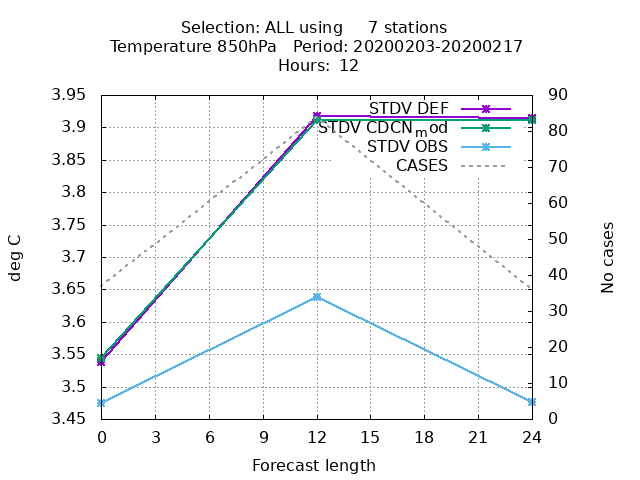 Selection: ALL using     7 stations
Temperature 850hPa   Period: 20200203-20200217
Hours:  12
3.95
3.9
3.85
3.8
3.75
3.7
3.65
3.6
3.55
3.5
3.45
90
80
70
60
50
40
30
20
10
0
STDV DEF
STDV CDCNmod
STDV OBS
CASES
deg C
No cases
0 3 6 9 12 15 18 21 24
Forecast length